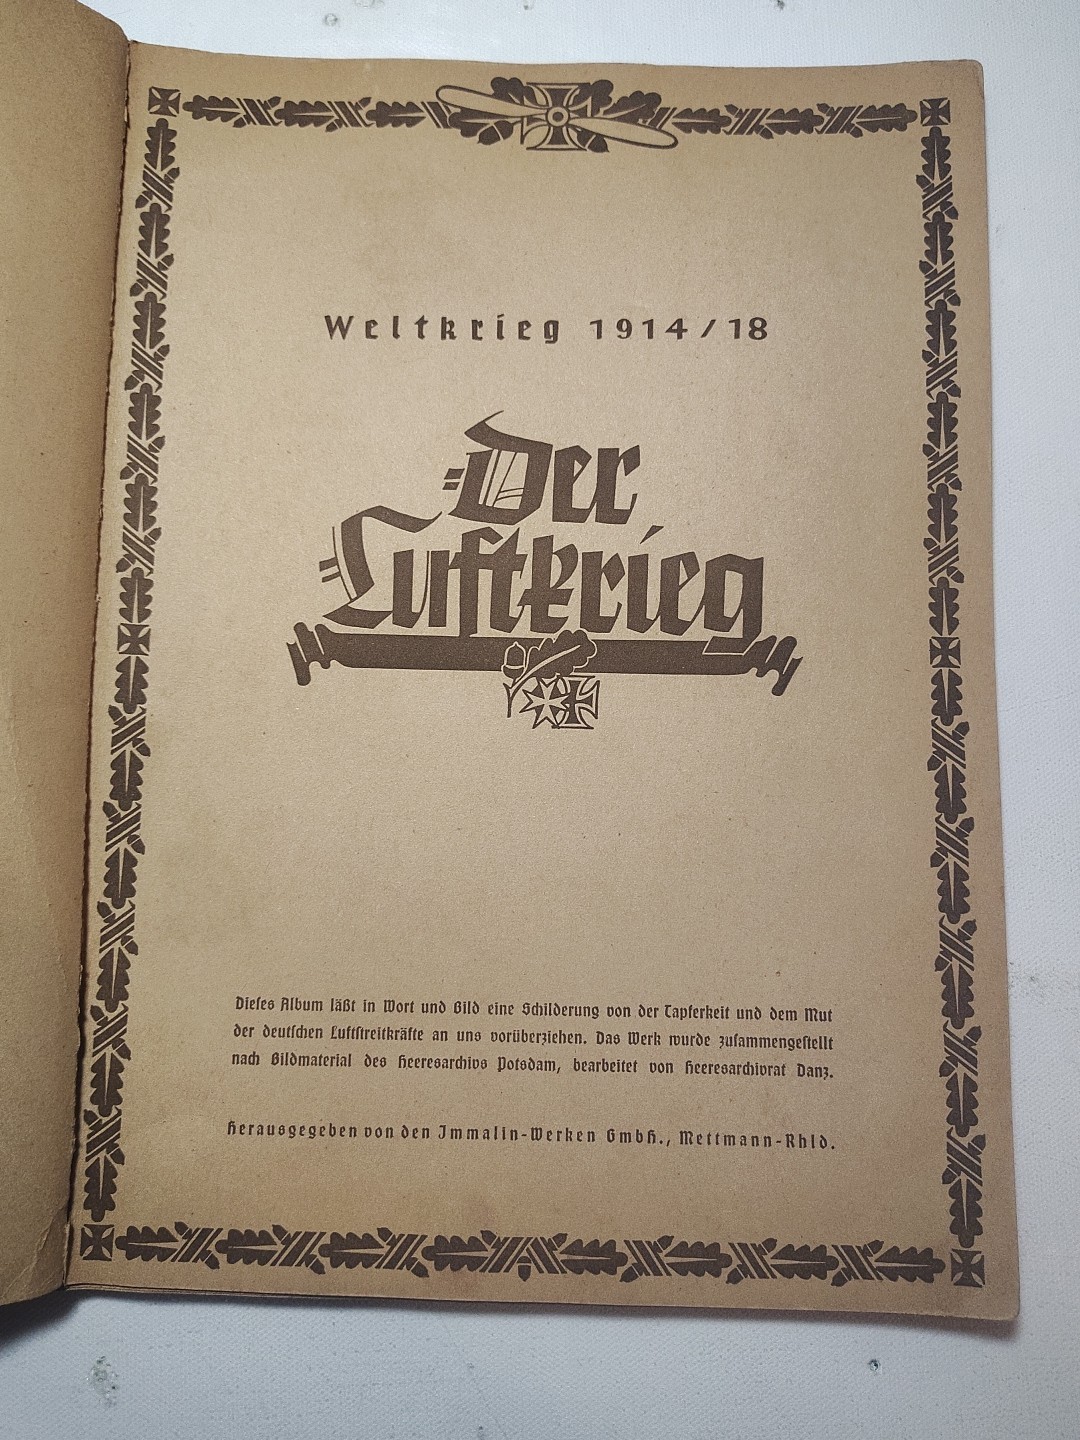 Weltkrieg 1914/18
Der
Luftkrieg
Dieses Album läßt in Wort und Bild eine Schilderung von der Tapferkeit und dem Mut
der deutschen Luftstreitkräfte an uns vorüberziehen. Das Werk wurde zusammengestellt
nach Bildmaterial des Heeresarchivs Potsdam, bearbeitet von Heeresarchivrat Danz.
Herausgegeben von den Immalin-Werken GmbH., Mettmann-Rhld.